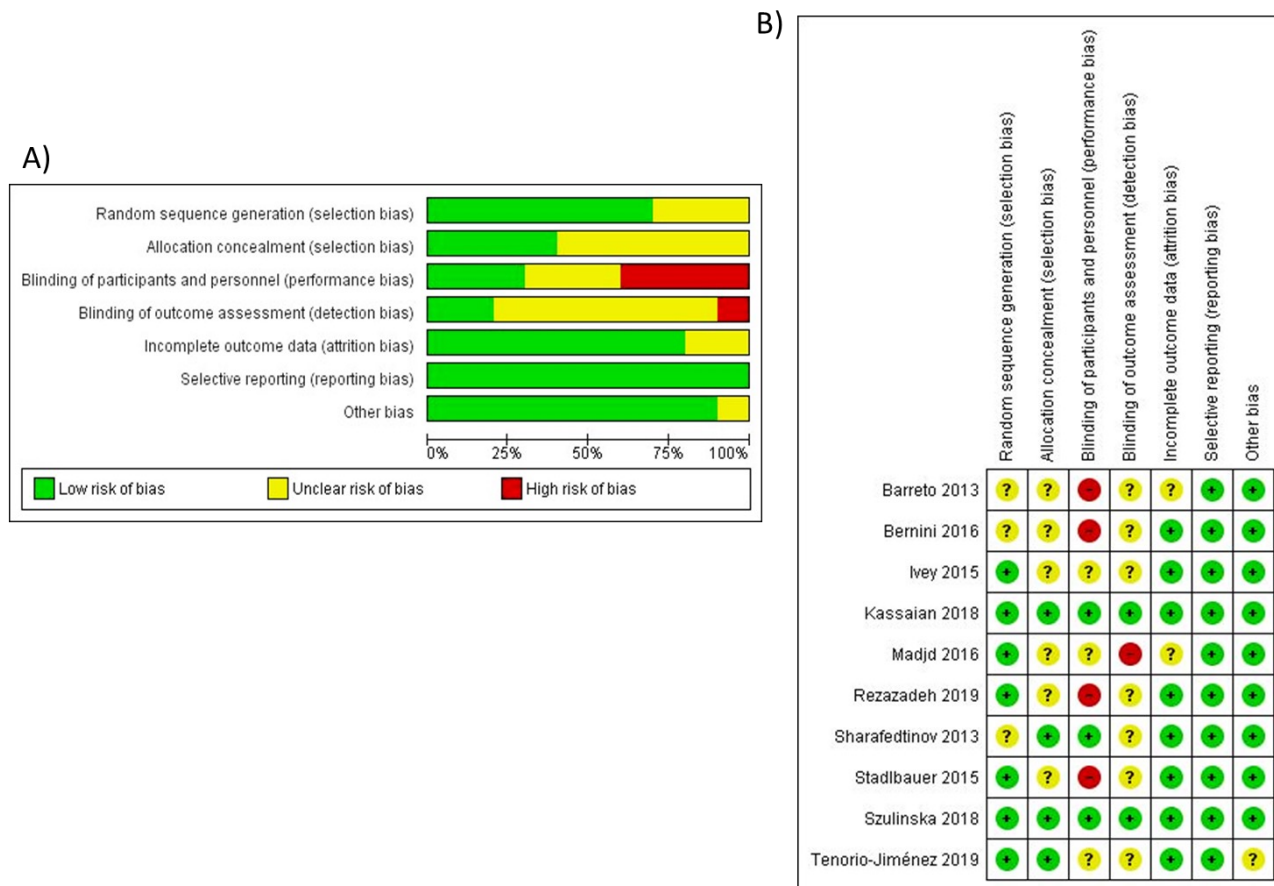 A)
Random sequence generation (selection bias)
Allocation concealment (selection bias)
Blinding of participants and personnel (performance bias)
Blinding of outcome assessment (detection bias)
Incomplete outcome data (attrition bias)
Selective reporting (reporting bias)
Other bias
0% 25% 50% 75% 100%
Low risk of bias Unclear risk of bias High risk of bias
B)
Random sequence generation (selection bias)
Allocation concealment (selection bias)
Blinding of participants and personnel (performance bias)
Blinding of outcome assessment (detection bias)
Incomplete outcome data (attrition bias)
Selective reporting (reporting bias)
Other bias
Barreto 2013 ? ? - ? ? + +
Bernini 2016 ? ? - ? + + +
Ivey 2015 + ? ? ? + + +
Kassaian 2018 + + + + + + +
Madjd 2016 + ? ? - ? + +
Rezazadeh 2019 + ? - ? + + +
Sharafedtinov 2013 ? + + ? + + +
Stadlbauer 2015 + ? - ? + + +
Szulinska 2018 + + + + + + +
Tenorio-Jiménez 2019 + + ? ? + + ?